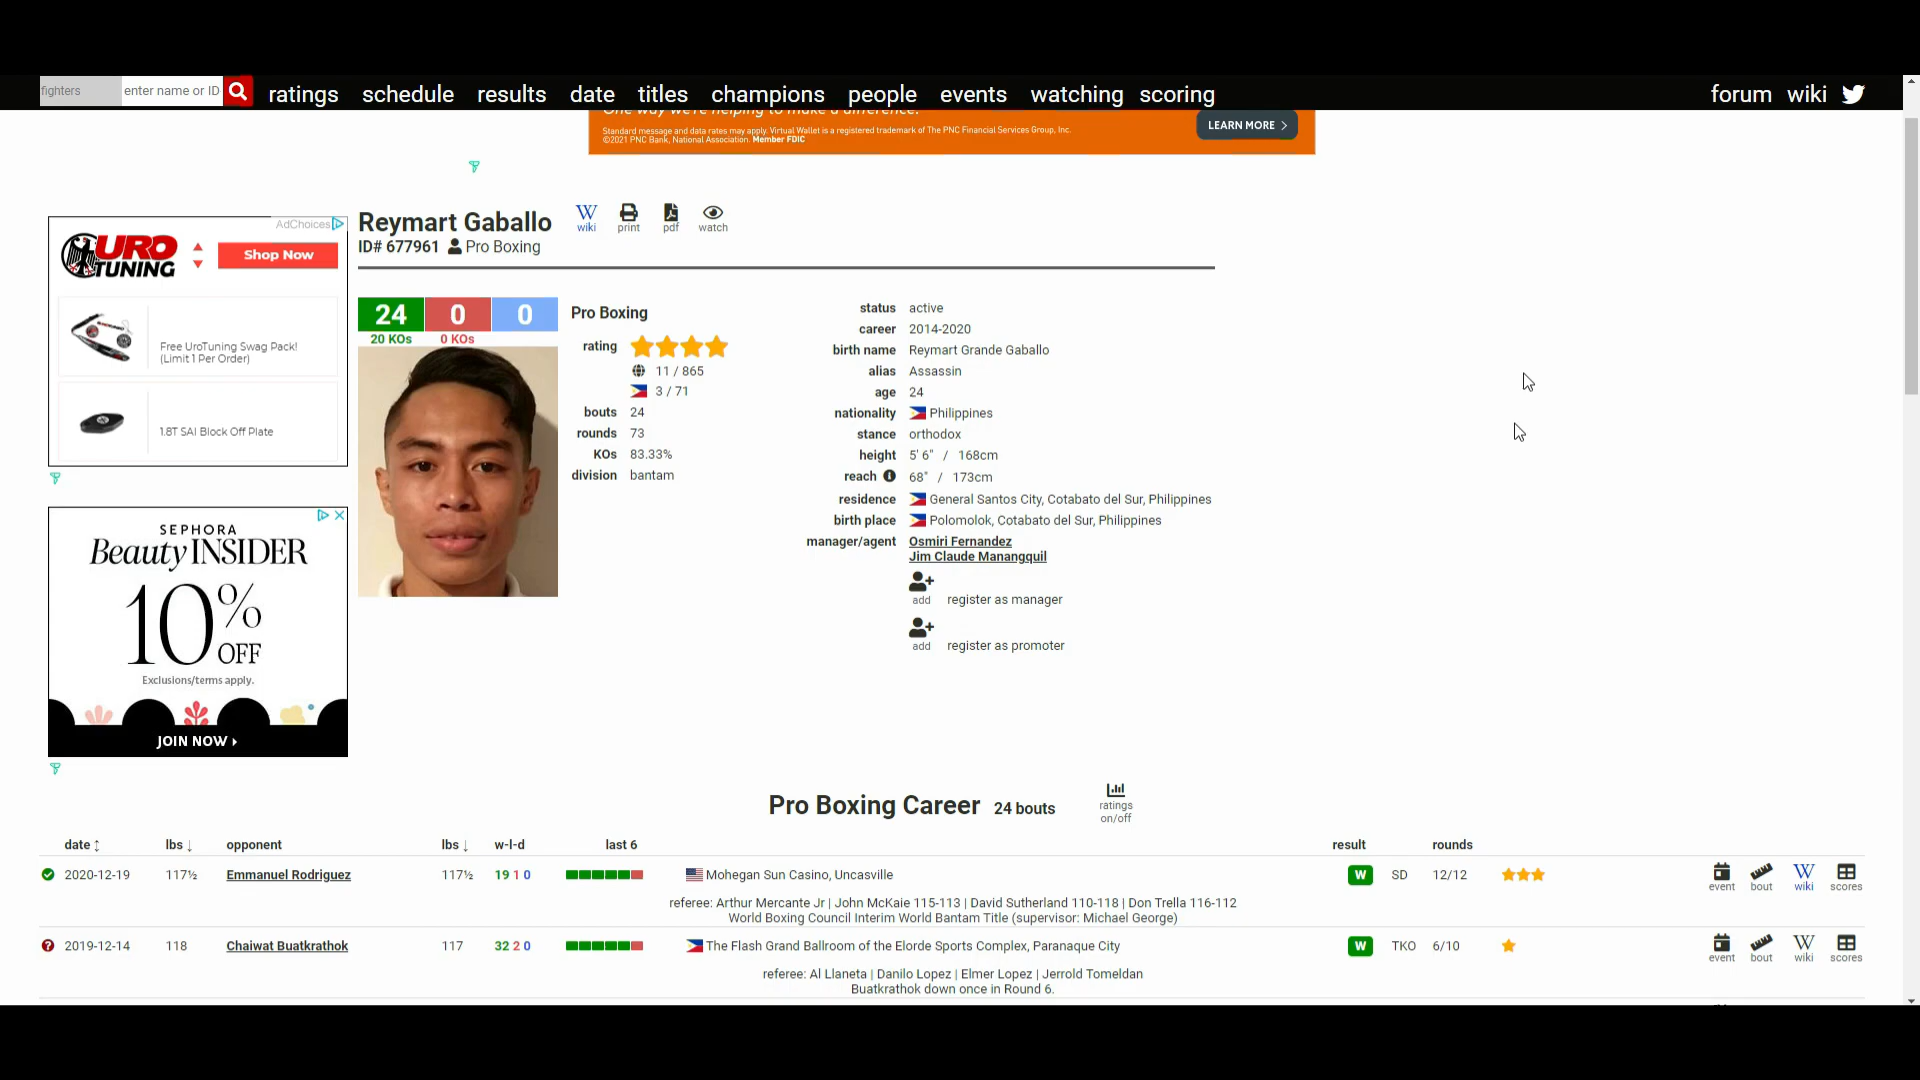 fighters enter name or ID ratings schedule results date titles champions people events watching scoring forum wiki
Standard message and data rates may apply. Virtual Wallet is a registered trademark of The PNC Financial Services Group, Inc.
©2021 PNC Bank, National Association. Member FDIC
LEARN MORE >
AdChoices
URO TUNING
Shop Now
Free UroTuning Swag Pack!
(Limit 1 Per Order)
1.8T SAI Block Off Plate
SEPHORA
Beauty INSIDER
10% OFF
Exclusions/terms apply.
JOIN NOW
Reymart Gaballo
wiki print pdf watch
ID# 677961 Pro Boxing
24 0 0
20 KOs 0 KOs
Pro Boxing
rating
11 / 865
3 / 71
bouts 24
rounds 73
KOs 83.33%
division bantam
status active
career 2014-2020
birth name Reymart Grande Gaballo
alias Assassin
age 24
nationality Philippines
stance orthodox
height 5' 6" / 168cm
reach 68" / 173cm
residence General Santos City, Cotabato del Sur, Philippines
birth place Polomolok, Cotabato del Sur, Philippines
manager/agent Osmiri Fernandez
Jim Claude Manangquil
add register as manager
add register as promoter
Pro Boxing Career 24 bouts
ratings
on/off
date lbs opponent lbs w-l-d last 6 result rounds
2020-12-19 117½ Emmanuel Rodriguez 117½ 19 1 0 Mohegan Sun Casino, Uncasville W SD 12/12
event bout wiki scores
referee: Arthur Mercante Jr | John McKaie 115-113 | David Sutherland 110-118 | Don Trella 116-112
World Boxing Council Interim World Bantam Title (supervisor: Michael George)
2019-12-14 118 Chaiwat Buatkrathok 117 32 2 0 The Flash Grand Ballroom of the Elorde Sports Complex, Paranaque City W TKO 6/10
event bout wiki scores
referee: Al Llaneta | Danilo Lopez | Elmer Lopez | Jerrold Tomeldan
Buatkrathok down once in Round 6.